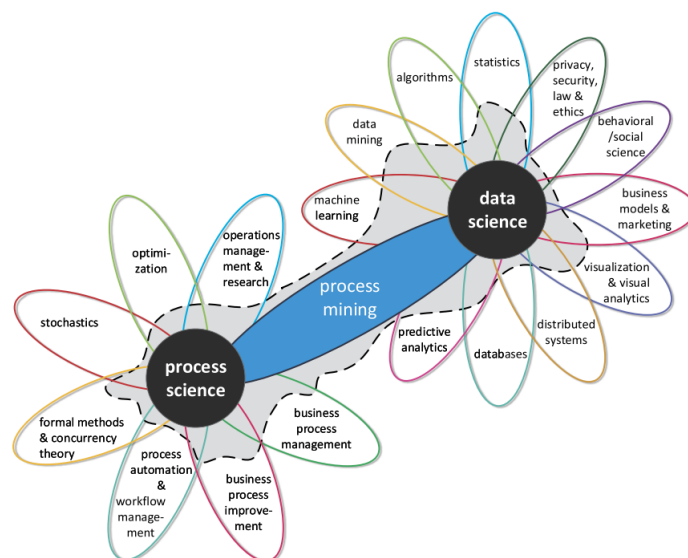 statistics
algorithms
privacy,
security,
law &
ethics
data
mining
behavioral
/social
science
machine
learning
data
science
business
models &
marketing
operations
manage-
ment &
research
optimi-
zation
process
mining
visualization
& visual
analytics
stochastics
predictive
analytics
databases
distributed
systems
process
science
formal methods
& concurrency
theory
business
process
management
process
automation
&
workflow
manage-
ment
business
process
improve-
ment